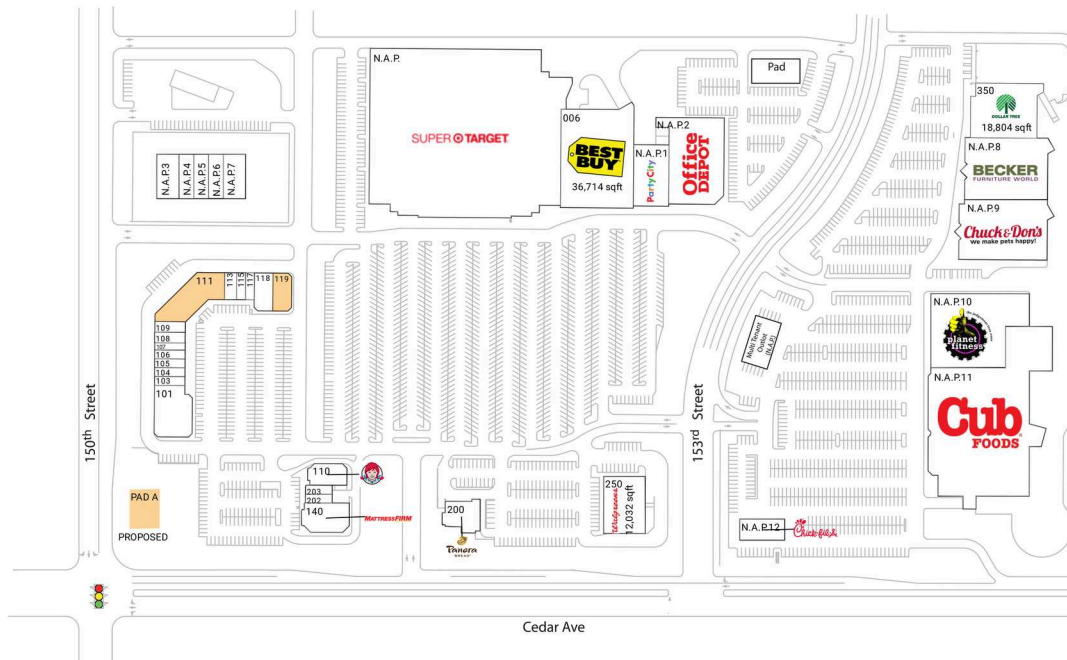 N.A.P.
SUPER TARGET
006
BEST
BUY
36,714 sqft
N.A.P.1
PartyCity
N.A.P.2
Office
DEPOT
Pad
350
DOLLAR TREE
18,804 sqft
N.A.P.8
BECKER
FURNITURE WORLD
N.A.P.9
Chuck & Don's
We make pets happy!
N.A.P.3
N.A.P.4
N.A.P.5
N.A.P.6
N.A.P.7
111
113
115
117
118
119
109
108
107
106
105
104
103
101
Multi Tenant
Outlot
(N.A.P)
N.A.P.10
planet
fitness
N.A.P.11
Cub
FOODS
150th Street
153rd Street
PAD A
PROPOSED
110
203
202
140
MATTRESSFIRM
200
Panera
BREAD
250
Walgreens
12,032 sqft
N.A.P.12
Chick-fil-A
Cedar Ave